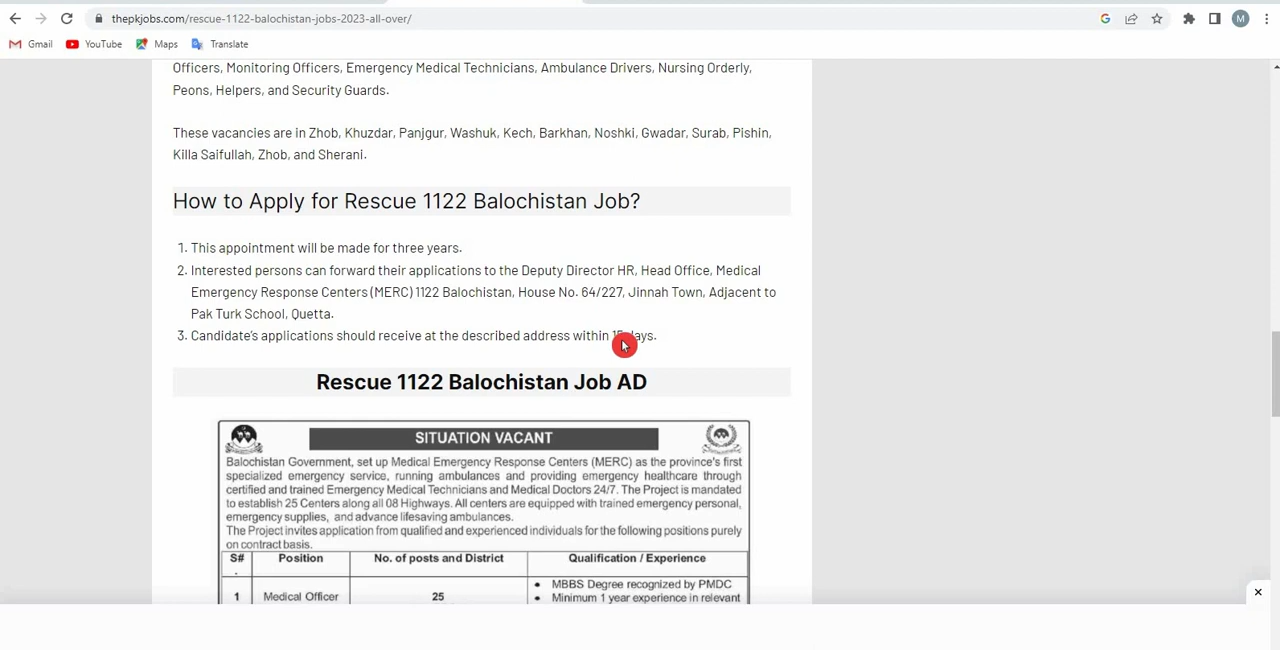 thepkjobs.com/rescue-1122-balochistan-jobs-2023-all-over/
M
Gmail YouTube Maps Translate
Officers, Monitoring Officers, Emergency Medical Technicians, Ambulance Drivers, Nursing Orderly,
Peons, Helpers, and Security Guards.
These vacancies are in Zhob, Khuzdar, Panjgur, Washuk, Kech, Barkhan, Noshki, Gwadar, Surab, Pishin,
Killa Saifullah, Zhob, and Sherani.
How to Apply for Rescue 1122 Balochistan Job?
1. This appointment will be made for three years.
2. Interested persons can forward their applications to the Deputy Director HR, Head Office, Medical
Emergency Response Centers (MERC) 1122 Balochistan, House No. 64/227, Jinnah Town, Adjacent to
Pak Turk School, Quetta.
3. Candidate's applications should receive at the described address within days.
Rescue 1122 Balochistan Job AD
SITUATION VACANT
Balochistan Government, set up Medical Emergency Response Centers (MERC) as the province's first
specialized emergency service, running ambulances and providing emergency healthcare through
certified and trained Emergency Medical Technicians and Medical Doctors 24/7. The Project is mandated
to establish 25 Centers along all 08 Highways. All centers are equipped with trained emergency personal,
emergency supplies, and advance lifesaving ambulances.
The Project invites application from qualified and experienced individuals for the following positions purely
on contract basis.
S#. Position No. of posts and District Qualification / Experience
1 Medical Officer 25 • MBBS Degree recognized by PMDC
• Minimum 1 year experience in relevant